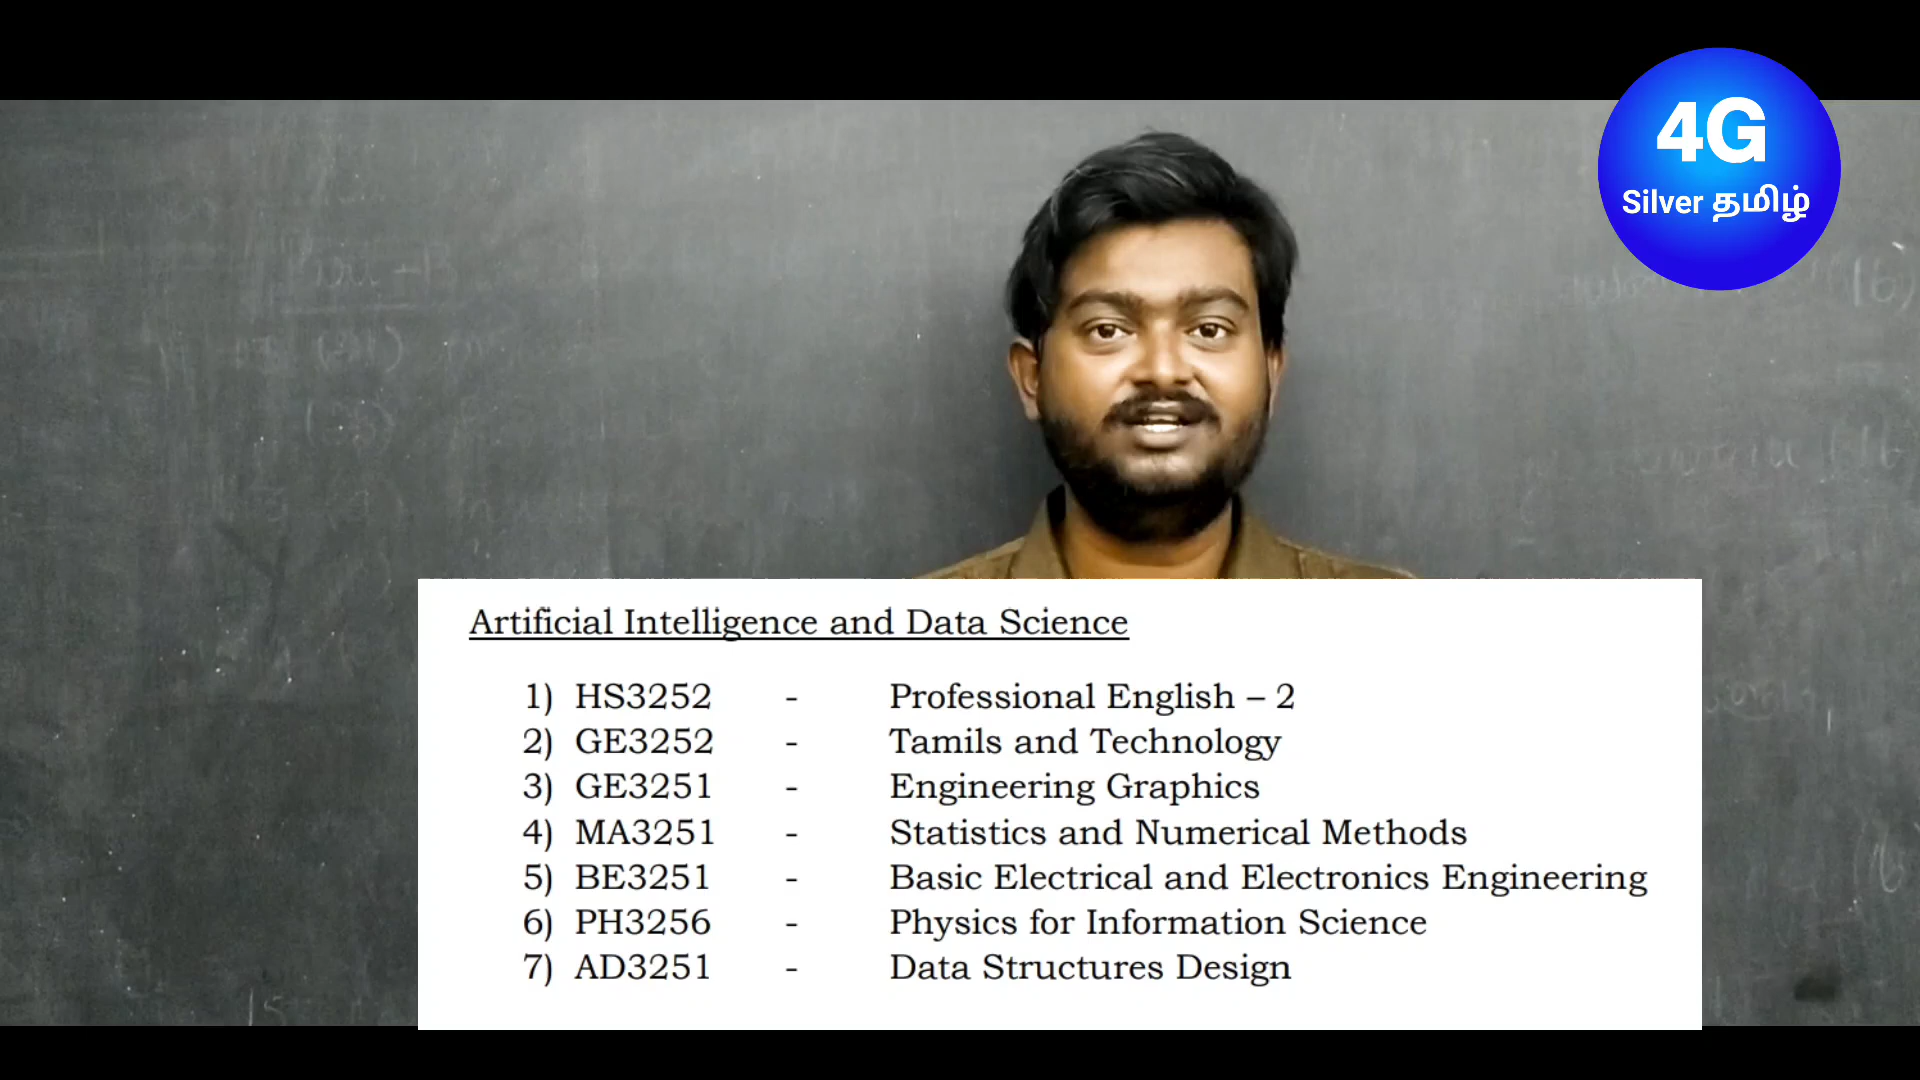 4G
Silver தமிழ்
Artificial Intelligence and Data Science
1) HS3252 - Professional English – 2
2) GE3252 - Tamils and Technology
3) GE3251 - Engineering Graphics
4) MA3251 - Statistics and Numerical Methods
5) BE3251 - Basic Electrical and Electronics Engineering
6) PH3256 - Physics for Information Science
7) AD3251 - Data Structures Design